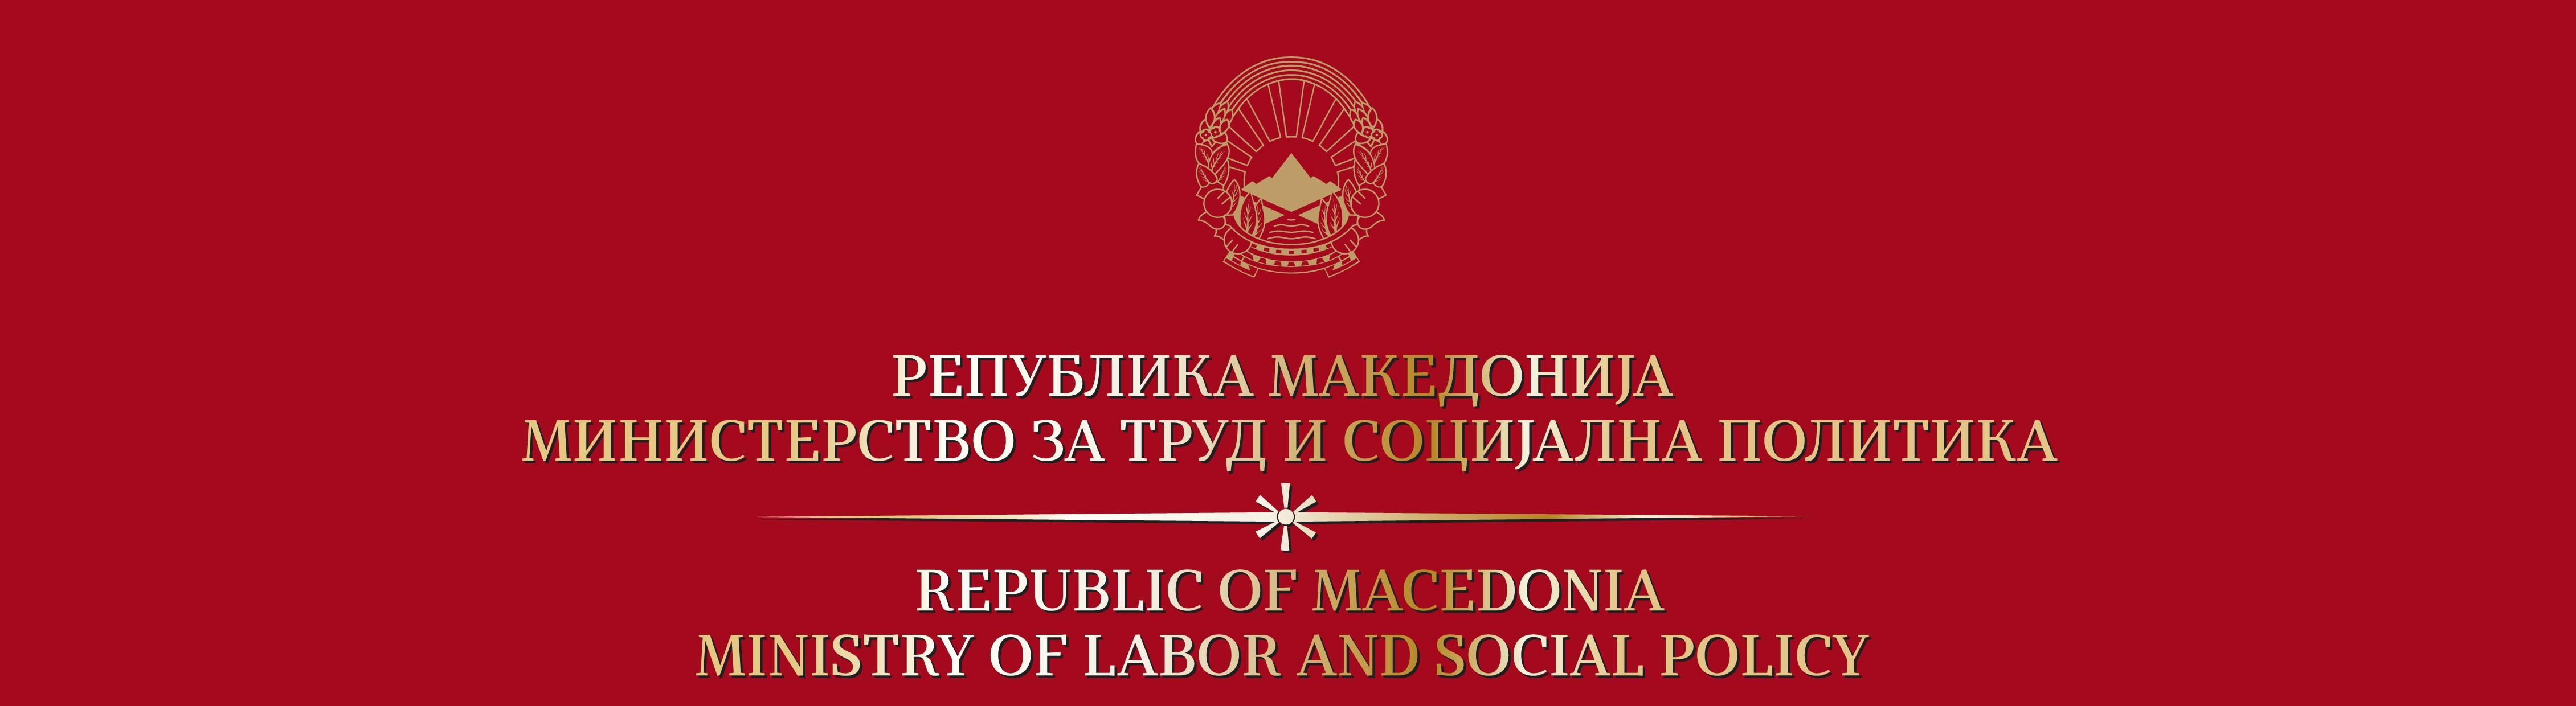 РЕПУБЛИКА МАКЕДОНИЈА
МИНИСТЕРСТВО ЗА ТРУД И СОЦИЈАЛНА ПОЛИТИКА
REPUBLIC OF MACEDONIA
MINISTRY OF LABOR AND SOCIAL POLICY